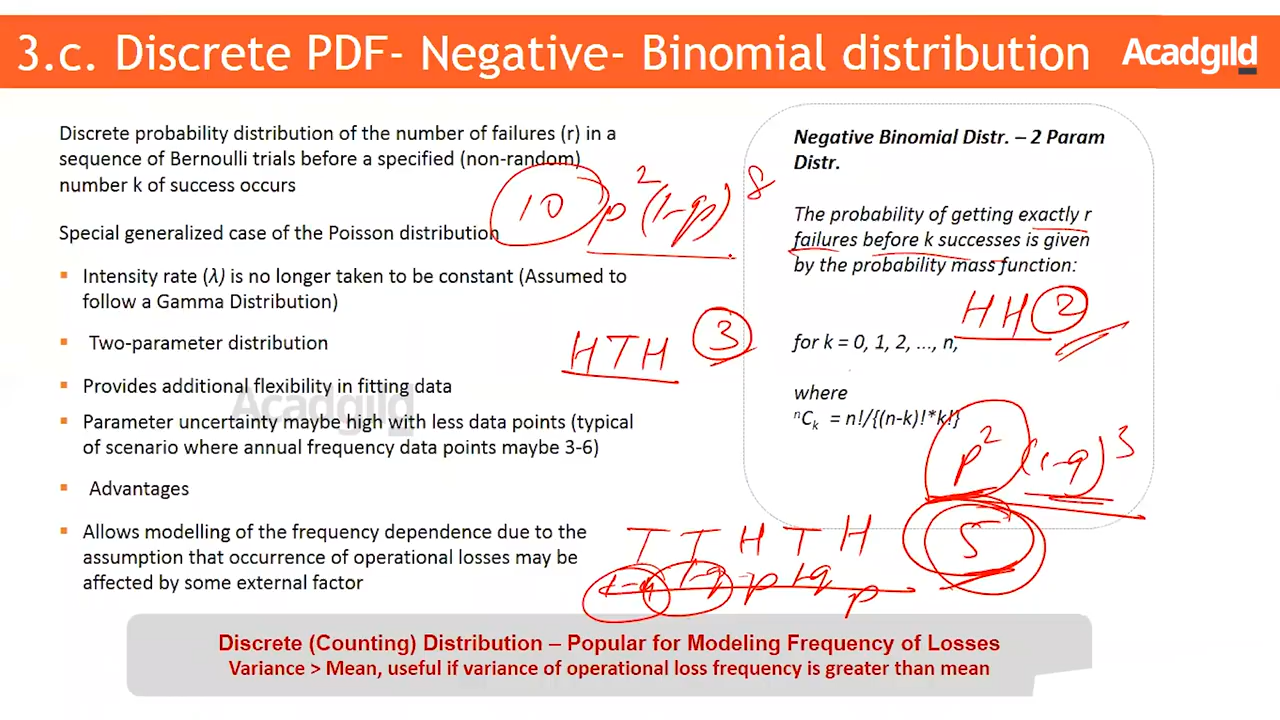 3.c. Discrete PDF- Negative- Binomial distribution
Acadgild
Discrete probability distribution of the number of failures (r) in a
sequence of Bernoulli trials before a specified (non-random)
number k of success occurs
Special generalized case of the Poisson distribution
Intensity rate (λ) is no longer taken to be constant (Assumed to
follow a Gamma Distribution)
Two-parameter distribution
Provides additional flexibility in fitting data
Acadgild
Parameter uncertainty maybe high with less data points (typical
of scenario where annual frequency data points maybe 3-6)
Advantages
Allows modelling of the frequency dependence due to the
assumption that occurrence of operational losses may be
affected by some external factor
10 p²(1-p)⁸
HTH 3
Negative Binomial Distr. – 2 Param
Distr.
The probability of getting exactly r
failures before k successes is given
by the probability mass function:
HH 2
for k = 0, 1, 2, ..., n,
where
ⁿCₖ = n!/{(n-k)!*k!}
p² (1-q)³
T T H T H 5
1-q 1-q p 1-q p
Discrete (Counting) Distribution – Popular for Modeling Frequency of Losses
Variance > Mean, useful if variance of operational loss frequency is greater than mean